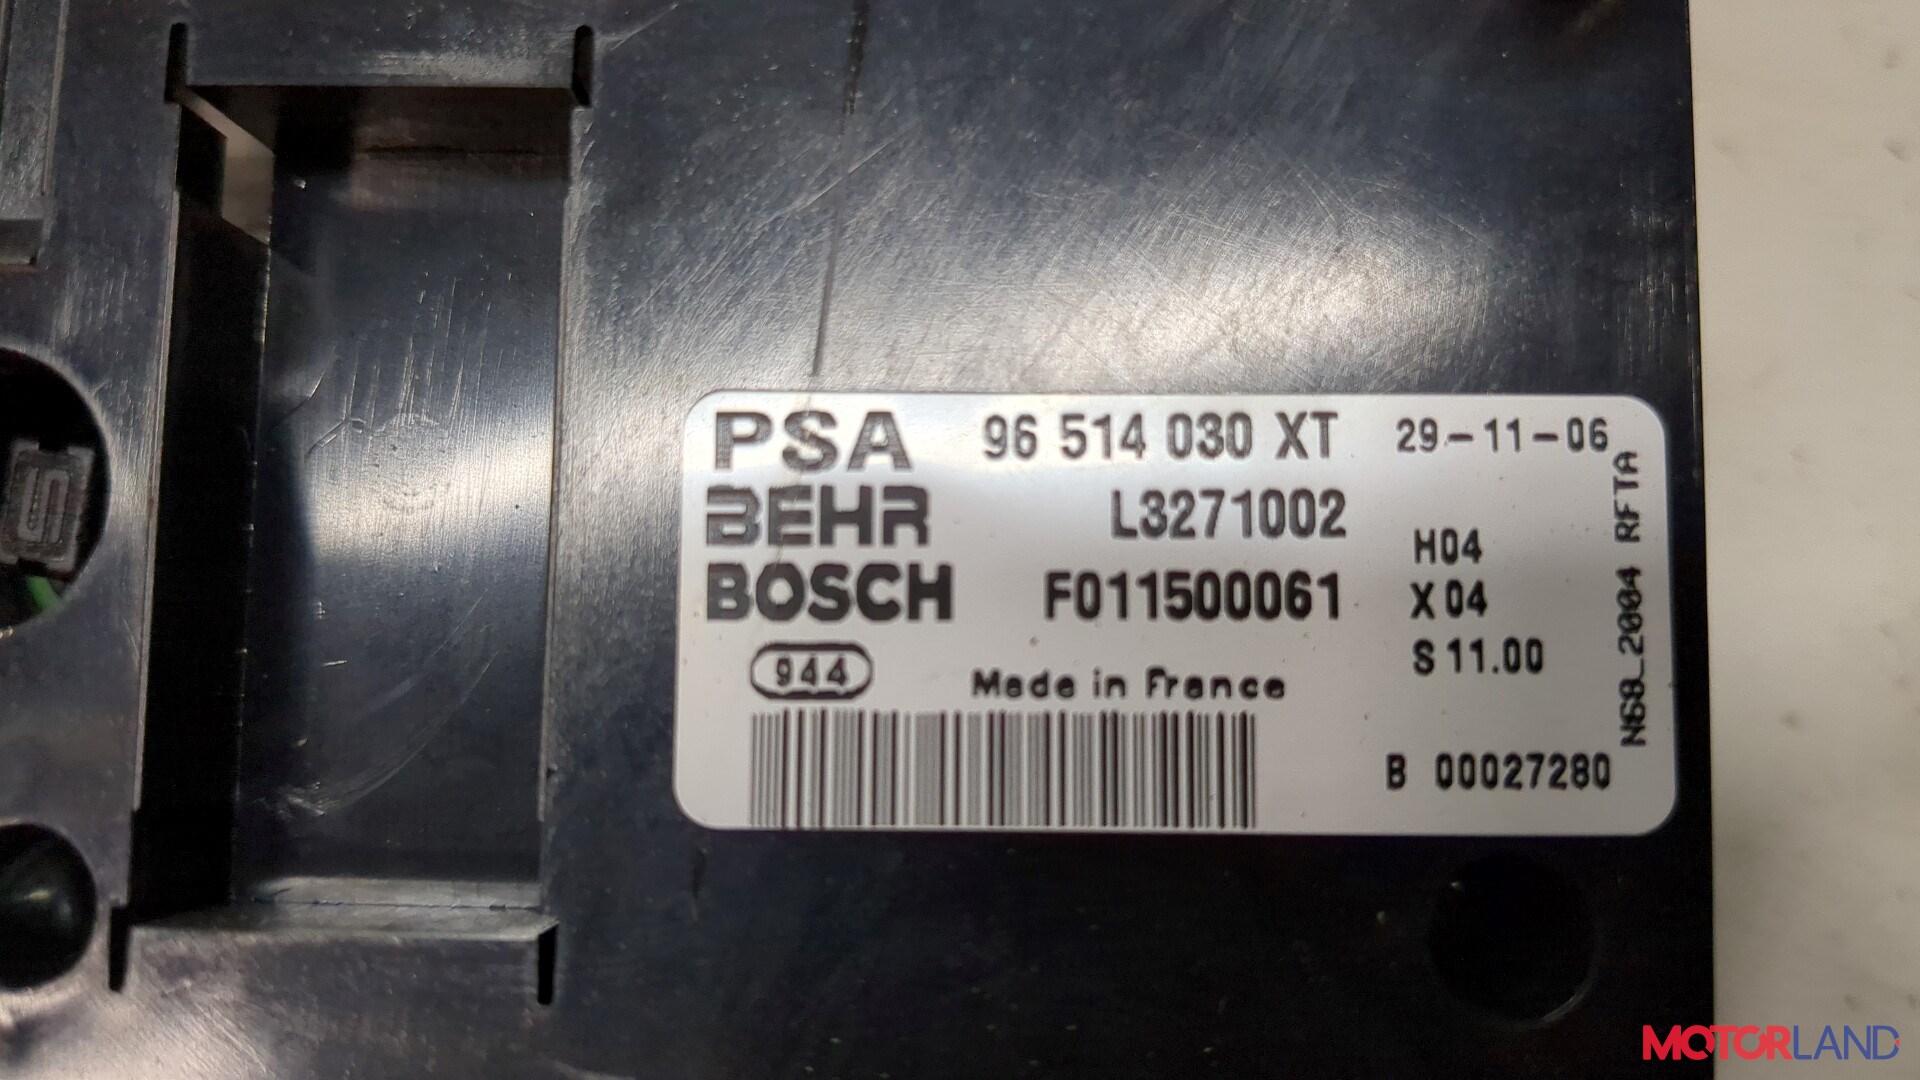 PSA 96 514 030 XT 29-11-06
BEHR L3271002
BOSCH F011500061
H04
X04
S 11.00
944
Made in France
B 00027280
N68_2004 RFTA
MOTORLAND